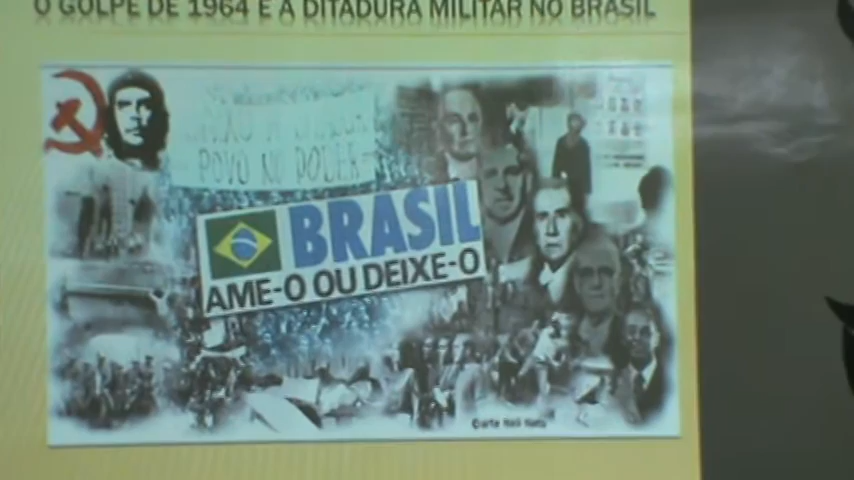 O GOLPE DE 1964 E A DITADURA MILITAR NO BRASIL
POVO NO PODER
BRASIL
AME-O OU DEIXE-O